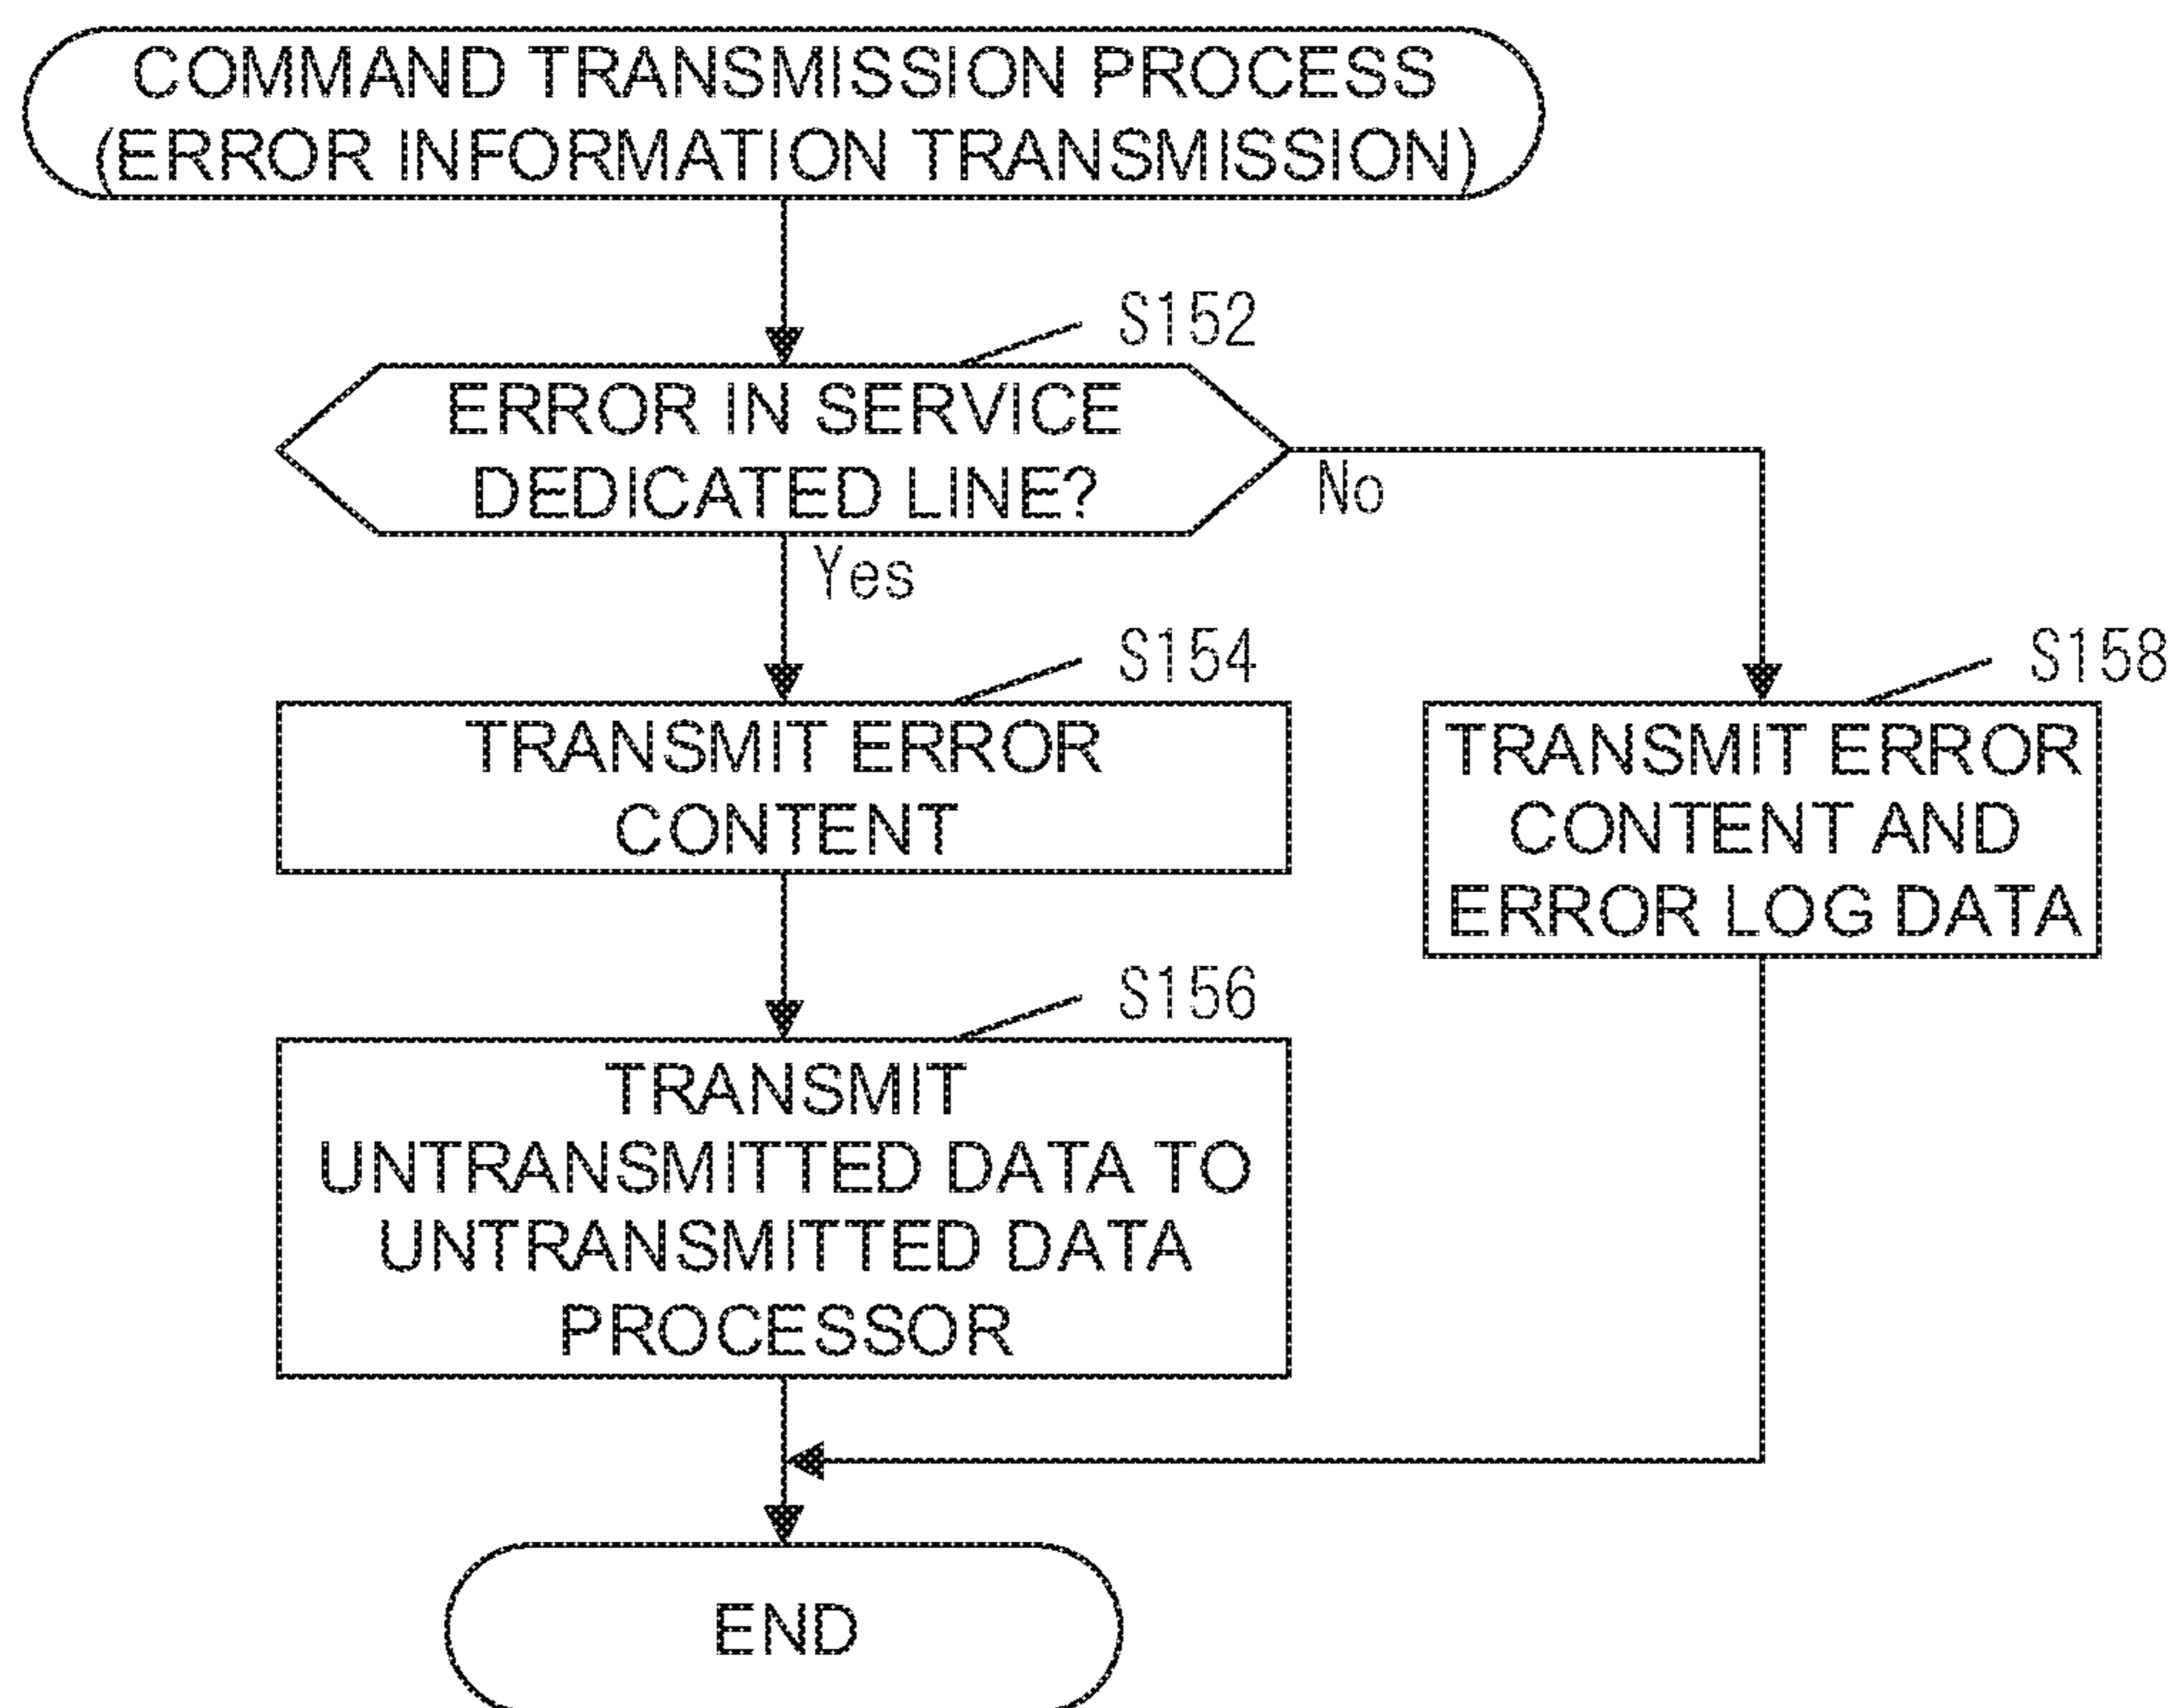 COMMAND TRANSMISSION PROCESS
(ERROR INFORMATION TRANSMISSION)
S152
ERROR IN SERVICE
DEDICATED LINE?
No
Yes
S154
TRANSMIT ERROR
CONTENT
S158
TRANSMIT ERROR
CONTENT AND
ERROR LOG DATA
S156
TRANSMIT
UNTRANSMITTED DATA TO
UNTRANSMITTED DATA
PROCESSOR
END